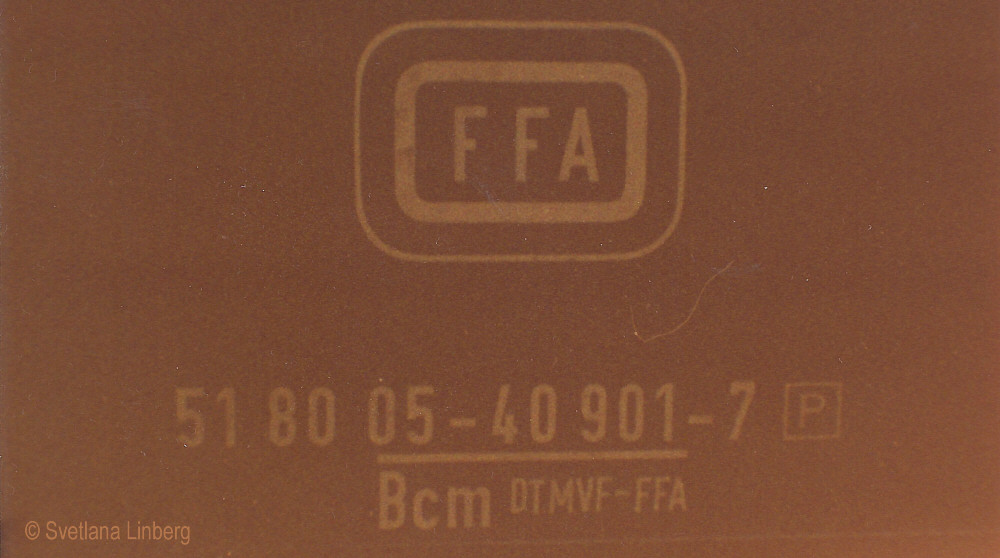 FFA
51 80 05-40 901-7 P
Bcm DTMVF-FFA
© Svetlana Linberg